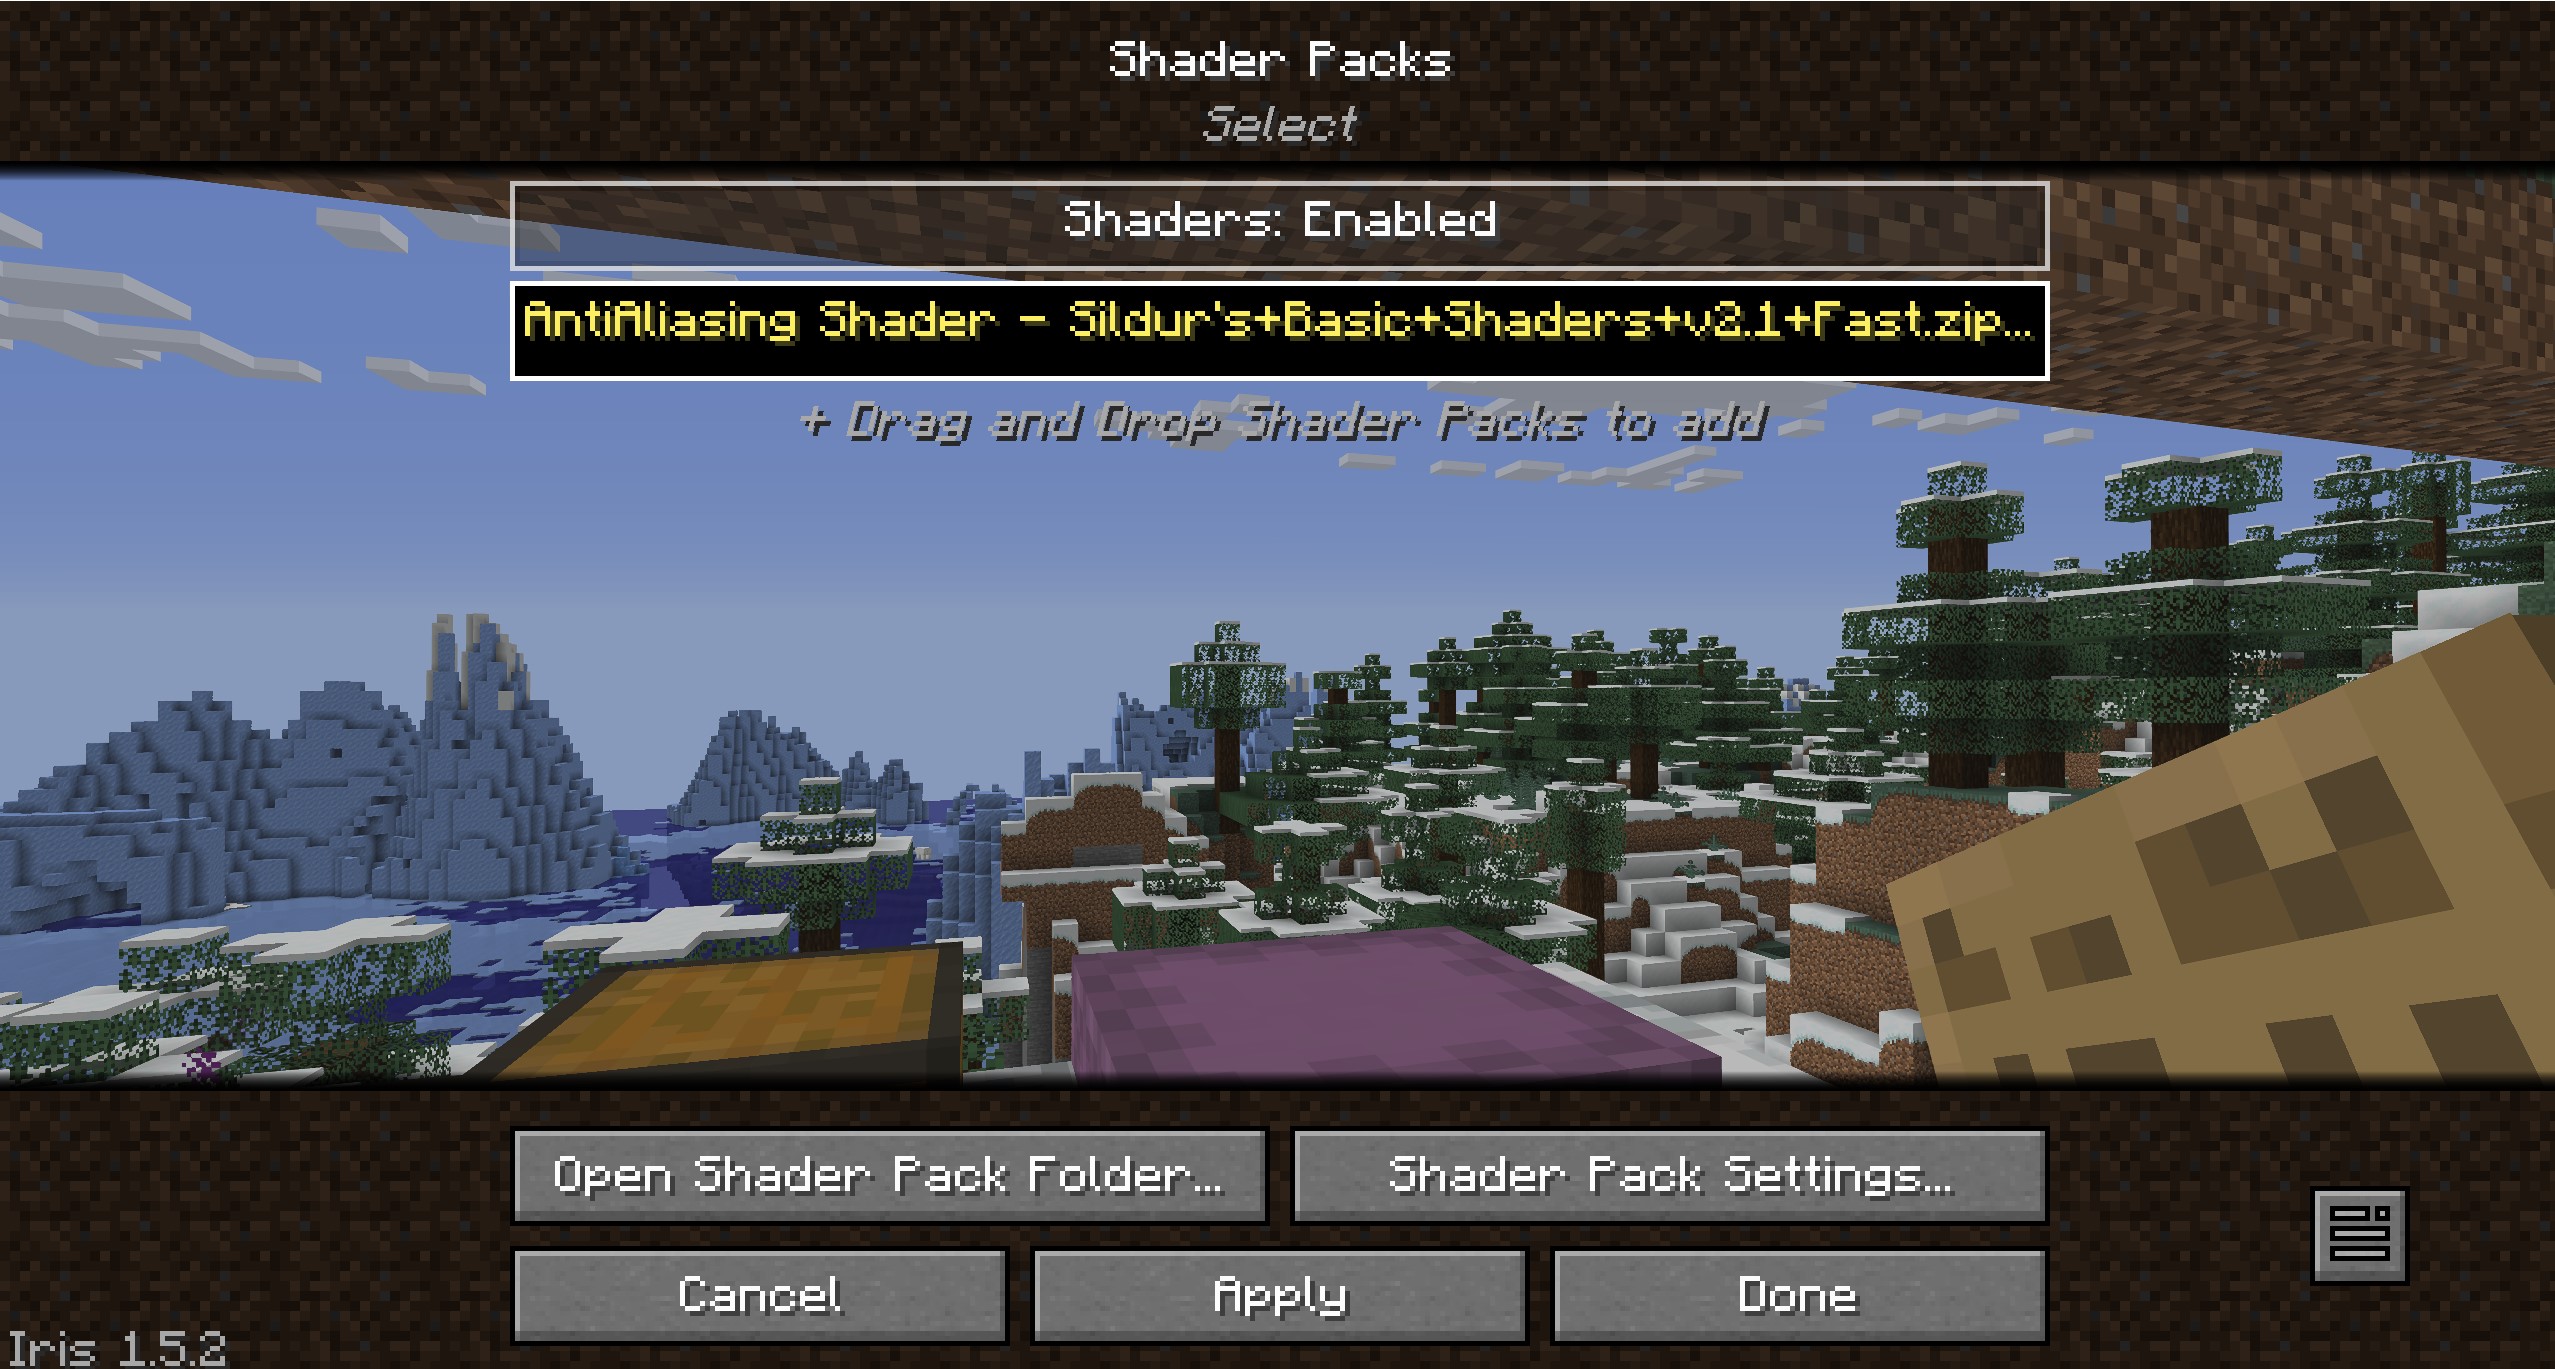 Shader Packs
Select
Shaders: Enabled
AntiAliasing Shader - Sildur's+Basic+Shaders+v2.1+Fast.zip...
+ Drag and Drop Shader Packs to add
Open Shader Pack Folder...
Shader Pack Settings...
Cancel
Apply
Done
Iris 1.5.2